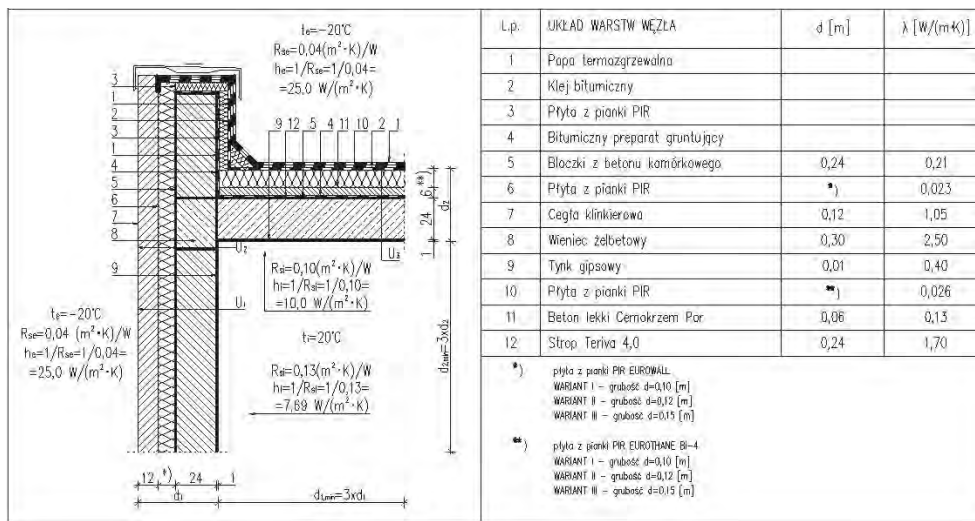 te=-20°C
Rse=0,04(m²·K)/W
he=1/Rse=1/0,04=
=25,0 W/(m²·K)
3
1
2
3
1
4
5
6
7
8
9
9 12 5 4 11 10 2 1
6 **)
24
1
d2
d2min=3xd2
U2
U3
U1
Rsi=0,10(m²·K)/W
hi=1/Rsi=1/0,10=
=10,0 W/(m²·K)
te=-20°C
Rse=0,04 (m²·K)/W
he=1/Rse=1/0,04=
=25,0 W/(m²·K)
ti=20°C
Rsi=0,13(m²·K)/W
hi=1/Rsi=1/0,13=
=7,69 W/(m²·K)
12 *) 24 1
d1 d1min=3xd1
L.p. UKŁAD WARSTW WĘZŁA d [m] λ [W/(m·K)]
1 Papa termozgrzewalna
2 Klej bitumiczny
3 Płyta z pianki PIR
4 Bitumiczny preparat gruntujący
5 Bloczki z betonu komórkowego 0,24 0,21
6 Płyta z pianki PIR *) 0,023
7 Cegła klinkierowa 0,12 1,05
8 Wieniec żelbetowy 0,30 2,50
9 Tynk gipsowy 0,01 0,40
10 Płyta z pianki PIR **) 0,026
11 Beton lekki Cemokrzem Por 0,06 0,13
12 Strop Teriva 4,0 0,24 1,70
*) płyta z pianki PIR EUROWALL
WARIANT I - grubość d=0,10 [m]
WARIANT II - grubość d=0,12 [m]
WARIANT III - grubość d=0,15 [m]
**) płyta z pianki PIR EUROTHANE BI-4
WARIANT I - grubość d=0,10 [m]
WARIANT II - grubość d=0,12 [m]
WARIANT III - grubość d=0,15 [m]